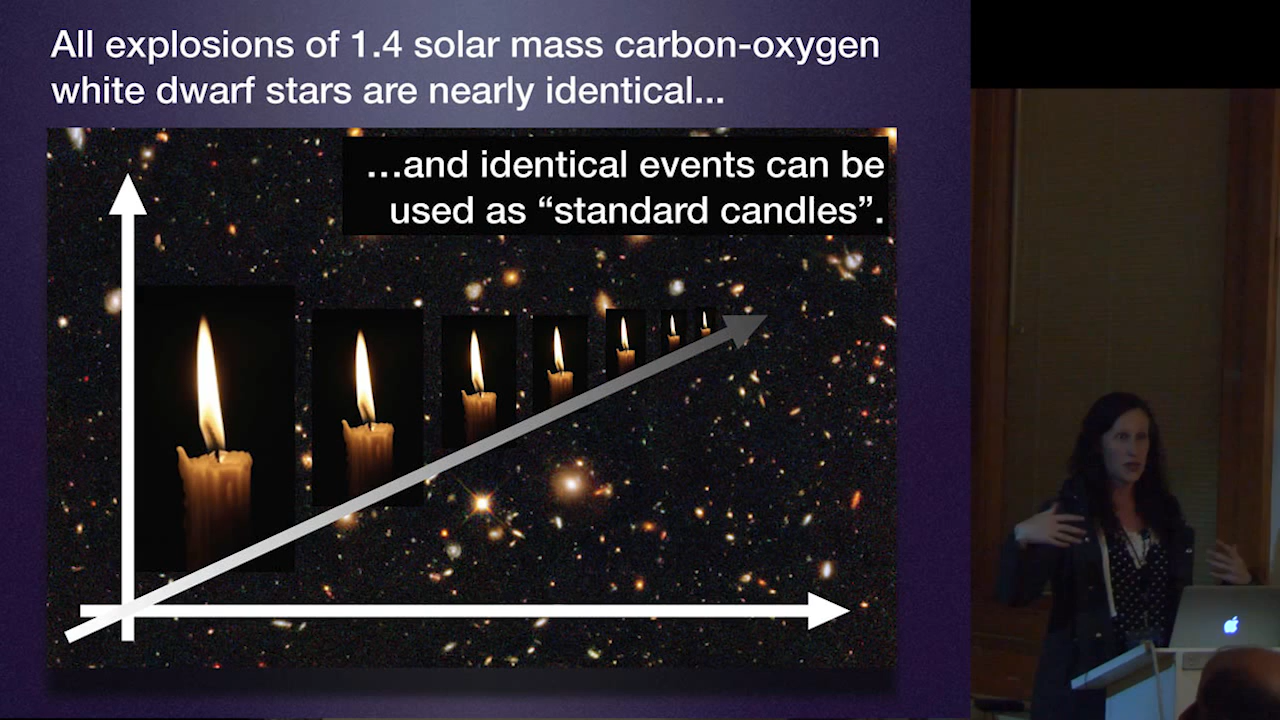 All explosions of 1.4 solar mass carbon-oxygen
white dwarf stars are nearly identical...
...and identical events can be
used as “standard candles”.